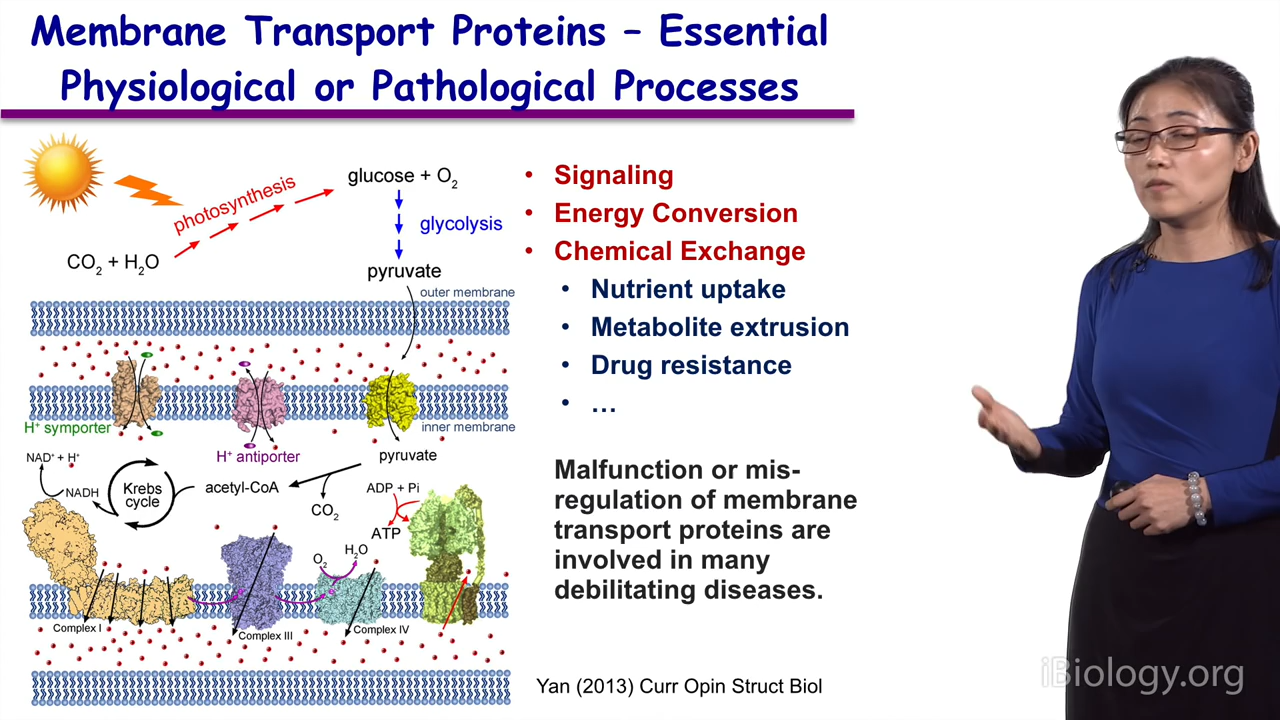 Membrane Transport Proteins – Essential
Physiological or Pathological Processes
photosynthesis
glucose + O₂
glycolysis
CO₂ + H₂O
pyruvate
outer membrane
H⁺ symporter
H⁺ antiporter
inner membrane
pyruvate
NAD⁺ + H⁺
NADH
Krebs
cycle
acetyl-CoA
CO₂
ADP + Pi
ATP
O₂
H₂O
Complex I
Complex III
Complex IV
• Signaling
• Energy Conversion
• Chemical Exchange
• Nutrient uptake
• Metabolite extrusion
• Drug resistance
• …
Malfunction or mis-
regulation of membrane
transport proteins are
involved in many
debilitating diseases.
Yan (2013) Curr Opin Struct Biol
iBiology.org